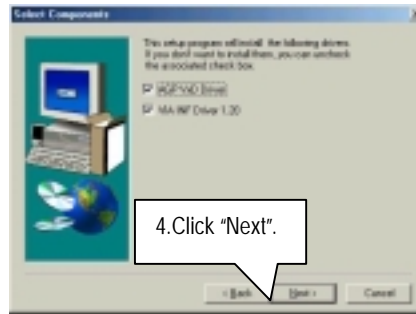 Select Components
This setup program will install the following drivers.
If you don't want to install them, you can uncheck
the associated check box.
AGP VxD Driver
VIA INF Driver 1.20
4.Click “Next”.
< Back
Next >
Cancel